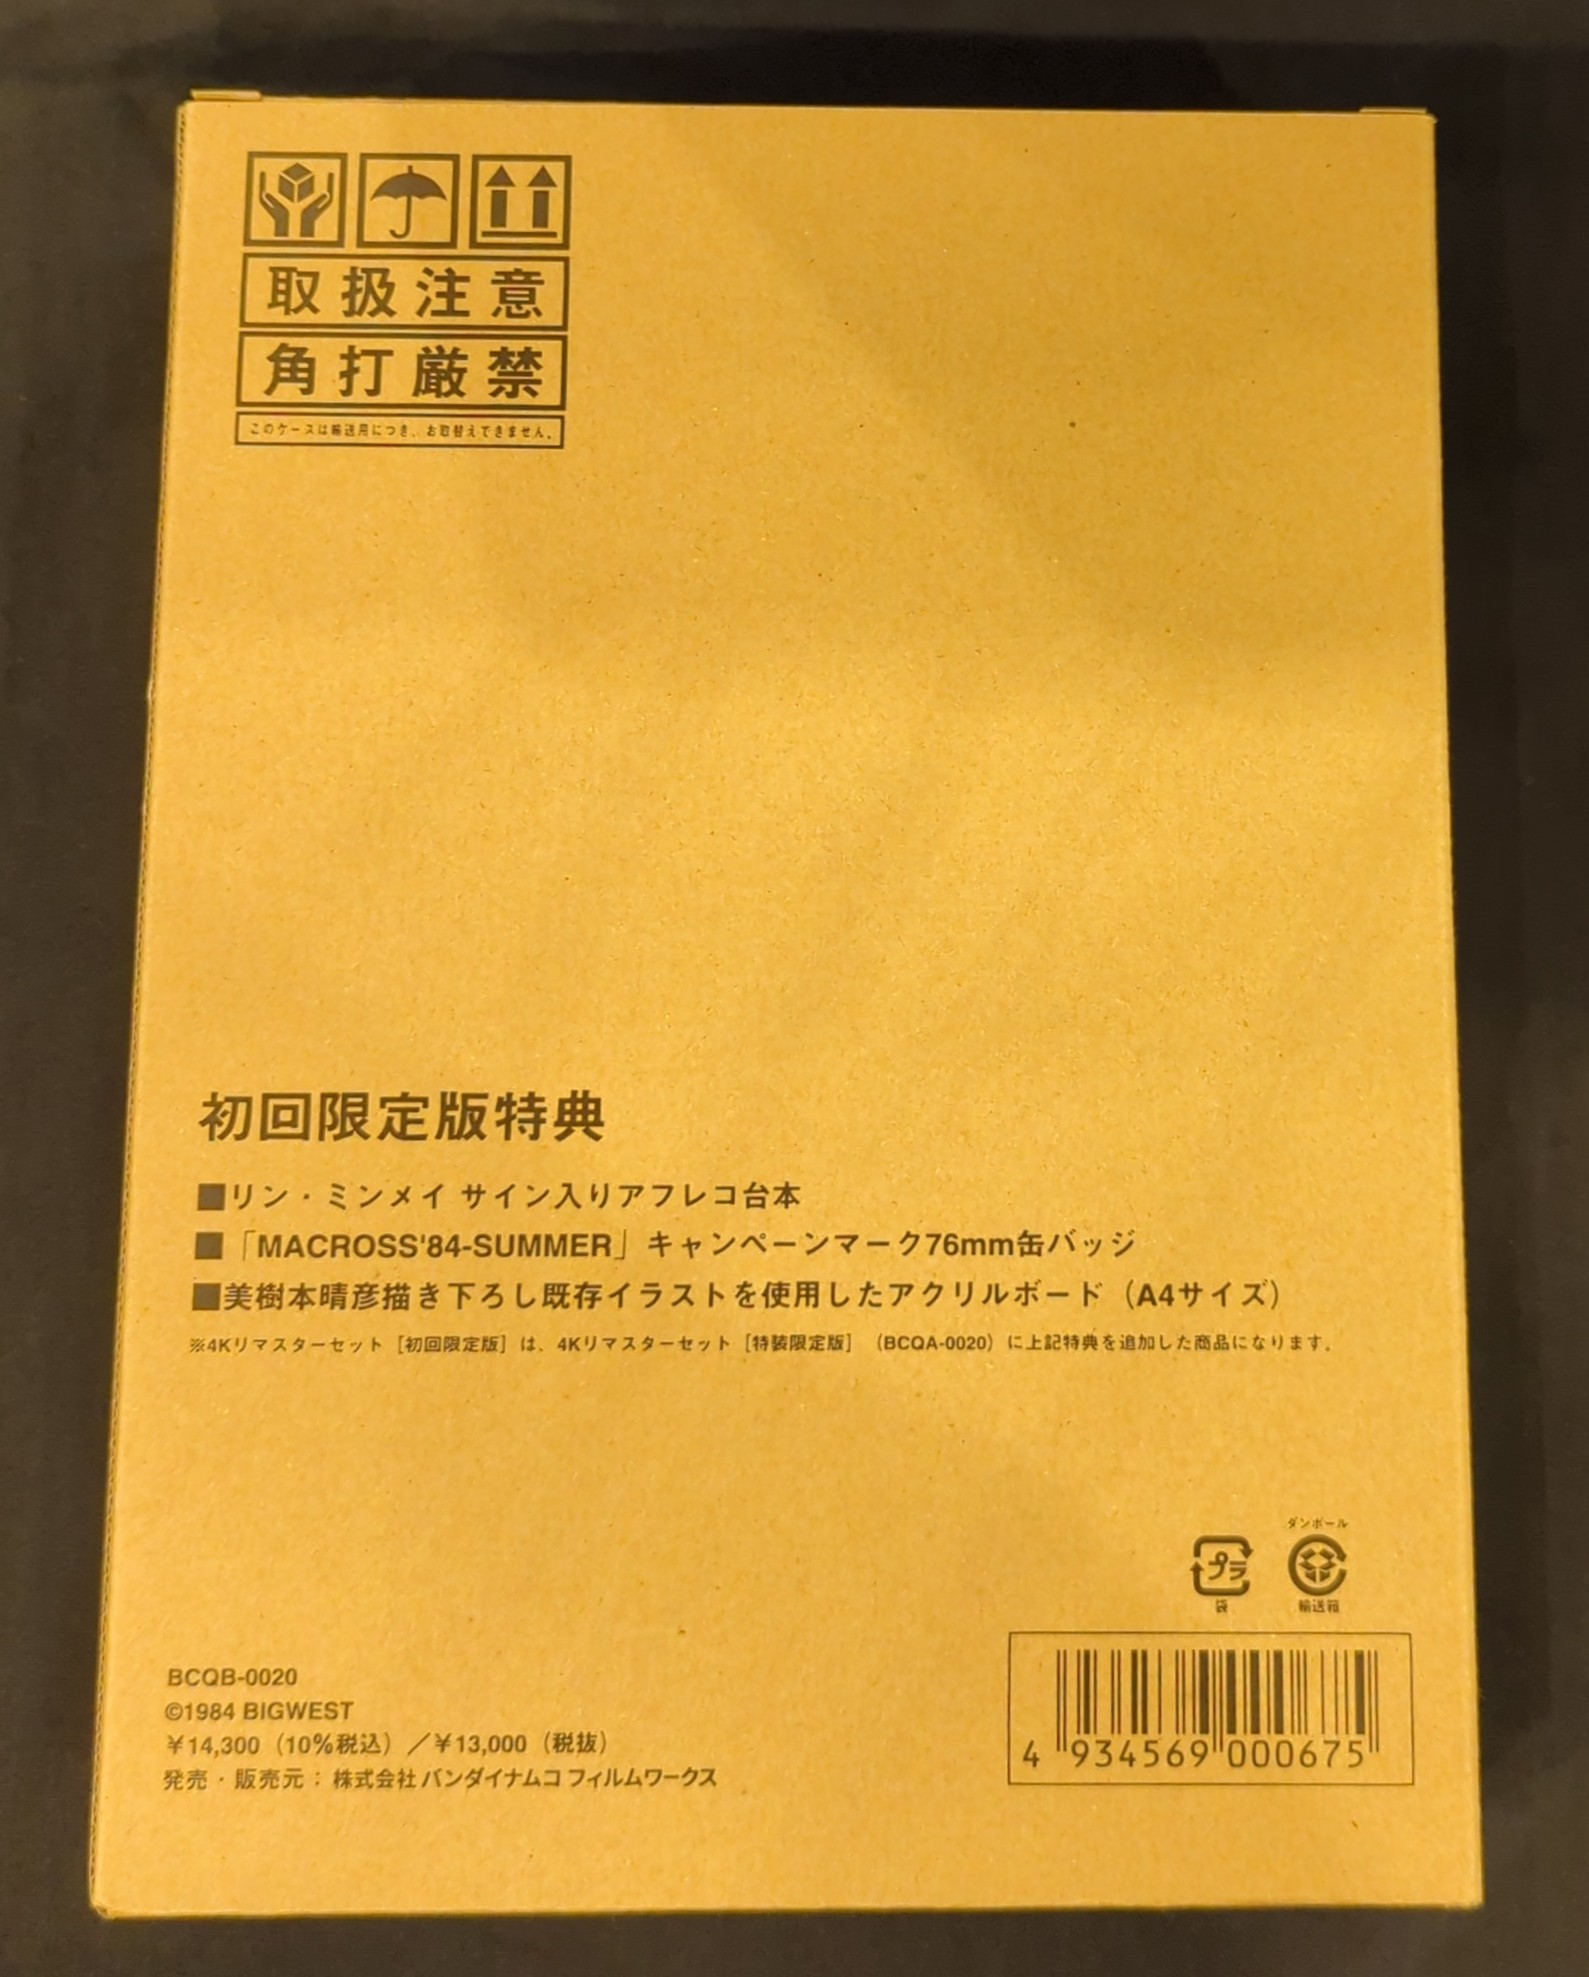 取扱注意
角打厳禁
このケースは輸送用につき、お取替えできません。
初回限定版特典
■リン・ミンメイ サイン入りアフレコ台本
■「MACROSS'84-SUMMER」キャンペーンマーク76mm缶バッジ
■美樹本晴彦描き下ろし既存イラストを使用したアクリルボード（A4サイズ）
※4Kリマスターセット［初回限定版］は、4Kリマスターセット［特装限定版］（BCQA-0020）に上記特典を追加した商品になります。
ダンボール
プラ
袋
輸送箱
BCQB-0020
©1984 BIGWEST
￥14,300（10%税込）／￥13,000（税抜）
発売・販売元：株式会社バンダイナムコフィルムワークス
4 934569 000675